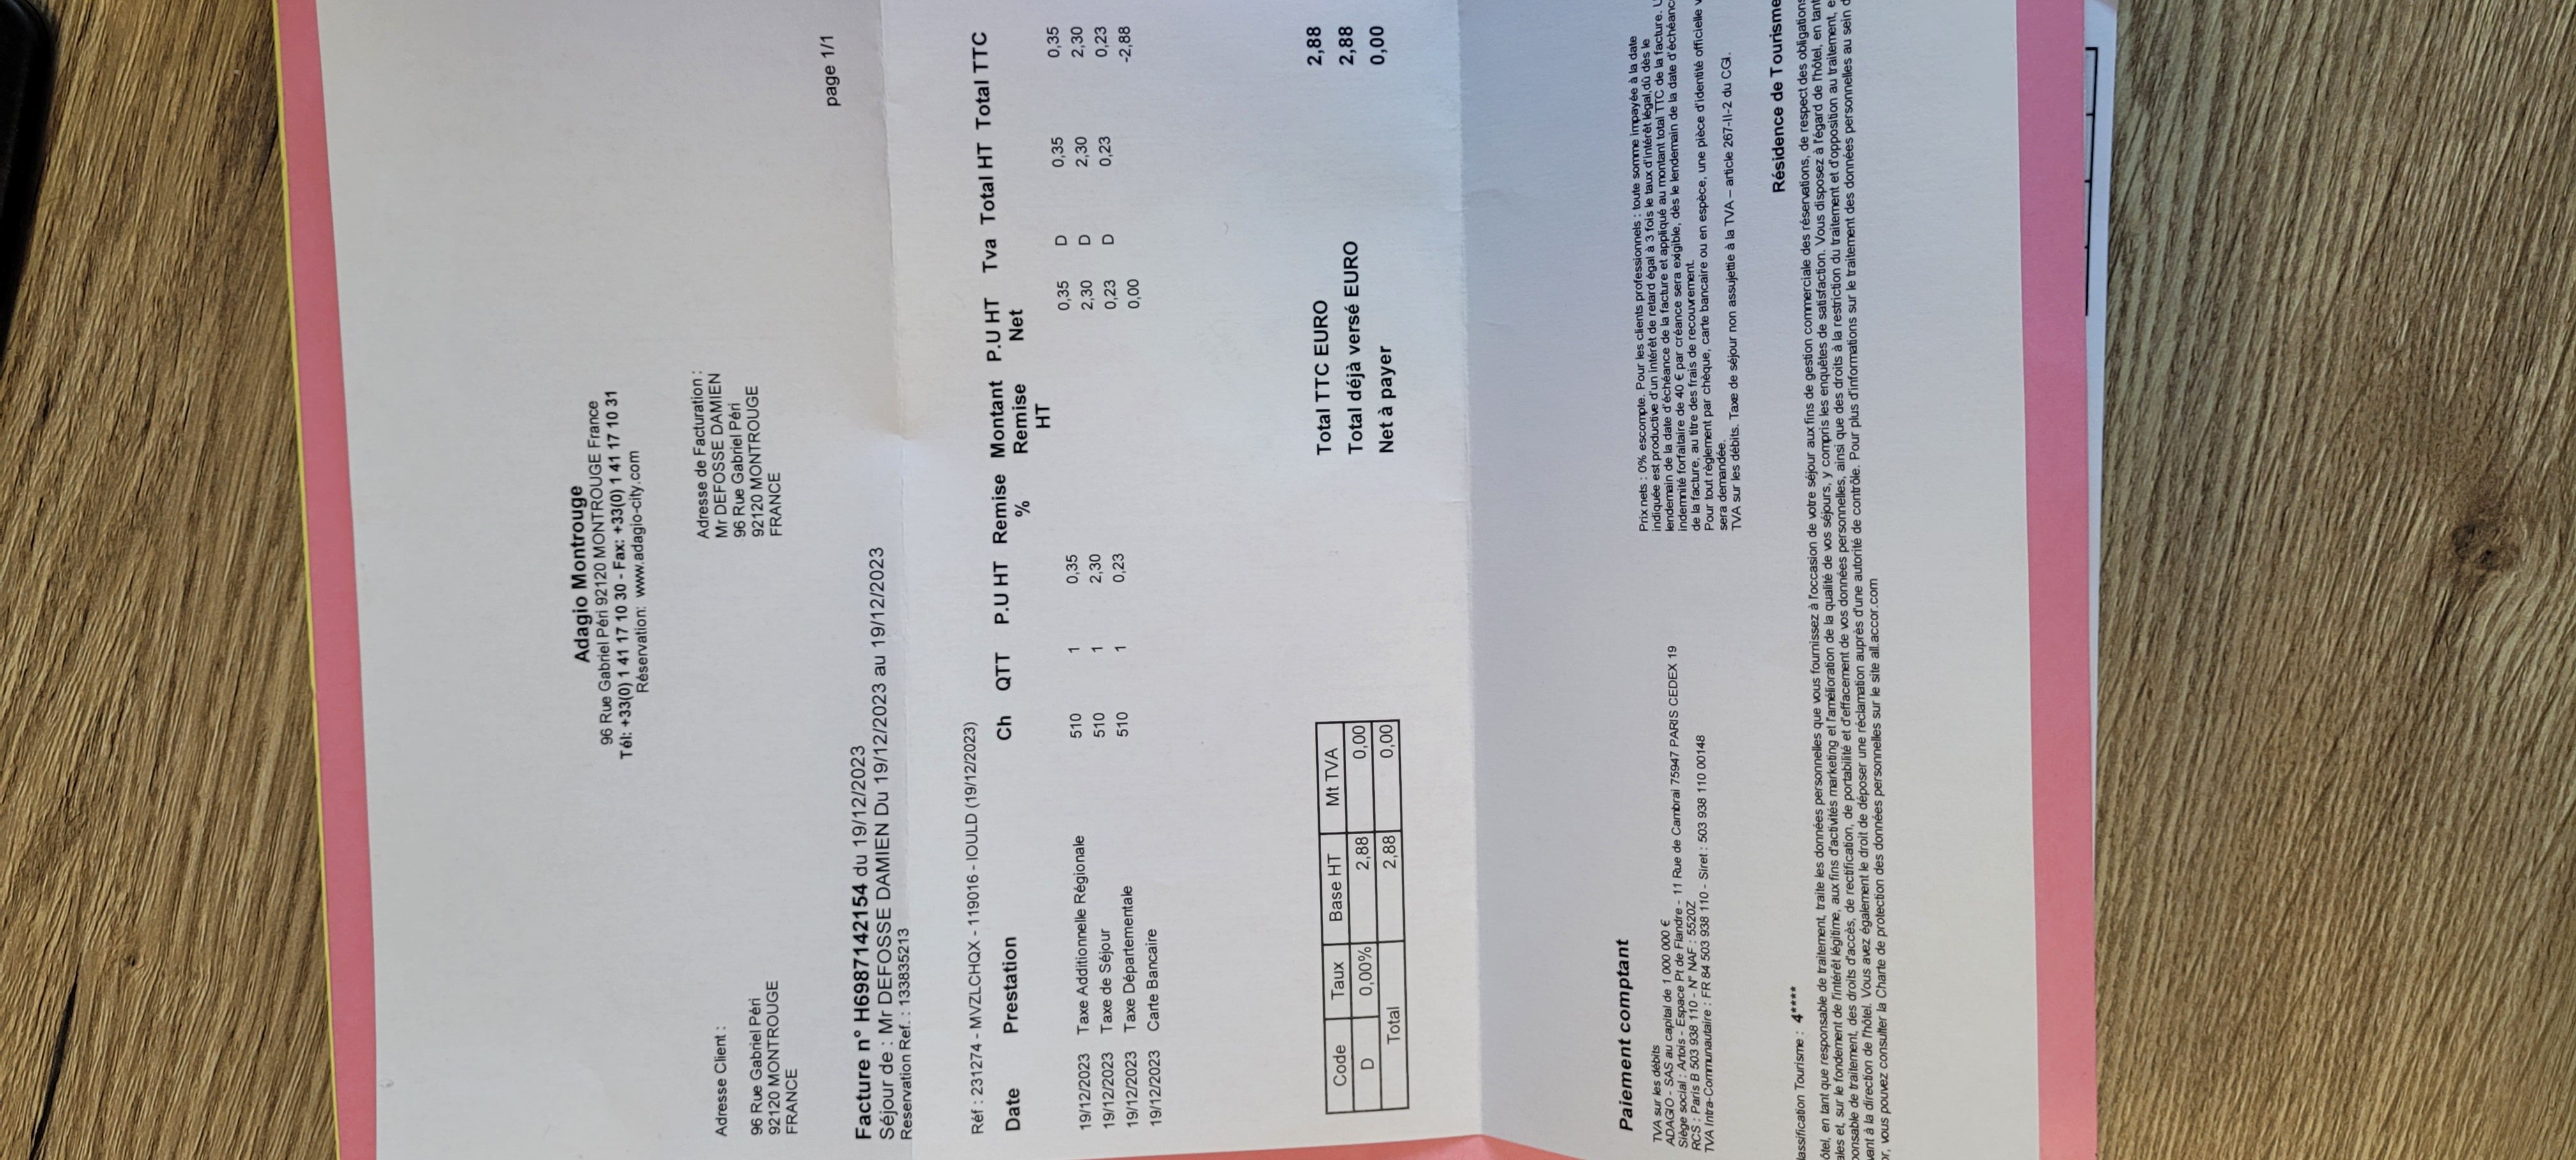 Adagio Montrouge
96 Rue Gabriel Péri 92120 MONTROUGE France
Tél: +33(0) 1 41 17 10 30 - Fax: +33(0) 1 41 17 10 31
Réservation: www.adagio-city.com
Adresse Client :
96 Rue Gabriel Péri
92120 MONTROUGE
FRANCE
Adresse de Facturation :
Mr DEFOSSE DAMIEN
96 Rue Gabriel Péri
92120 MONTROUGE
FRANCE
page 1/1
Facture n° H6987142154 du 19/12/2023
Séjour de : Mr DEFOSSE DAMIEN Du 19/12/2023 au 19/12/2023
Reservation Ref. : 133835213
Réf : 231274 - MVZLCHQX - 119016 - IOULD (19/12/2023)
Date Prestation Ch QTT P.U HT Remise % Montant Remise HT P.U HT Net Tva Total HT Total TTC
19/12/2023 Taxe Additionnelle Régionale 510 1 0,35 0,35 D 0,35 0,35
19/12/2023 Taxe de Séjour 510 1 2,30 2,30 D 2,30 2,30
19/12/2023 Taxe Départementale 510 1 0,23 0,23 D 0,23 0,23
19/12/2023 Carte Bancaire 0,00 -2,88
Code Taux Base HT Mt TVA
D 0,00% 2,88 0,00
Total 2,88 0,00
Total TTC EURO 2,88
Total déjà versé EURO 2,88
Net à payer 0,00
Paiement comptant
TVA sur les débits
ADAGIO - SAS au capital de 1 000 000 €
Siège social : Artois - Espace Pt de Flandre - 11 Rue de Cambrai 75947 PARIS CEDEX 19
RCS : Paris B 503 938 110 - N° NAF : 5520Z
TVA Intra-Communautaire : FR 84 503 938 110 - Siret : 503 938 110 00148
Prix nets : 0% escompte. Pour les clients professionnels : toute somme impayée à la date
indiquée est productive d'un intérêt de retard égal à 3 fois le taux d'intérêt légal,dû dès le
lendemain de la date d'échéance de la facture et appliqué au montant total TTC de la facture.
indemnité forfaitaire de 40 € par créance sera exigible, dès le lendemain de la date d'échéanc
de la facture, au titre des frais de recouvrement.
Pour tout règlement par chèque, carte bancaire ou en espèce, une pièce d'identité officielle v
sera demandée.
TVA sur les débits. Taxe de séjour non assujettie à la TVA – article 267-II-2 du CGI.
Résidence de Tourisme
lassification Tourisme : 4****
ôtel, en tant que responsable de traitement, traite les données personnelles que vous fournissez à l'occasion de votre séjour aux fins de gestion commerciale des réservations, de respect des obligations
ales et, sur le fondement de l'intérêt légitime, aux fins d'activités marketing et l'amélioration de la qualité de vos séjours, y compris les enquêtes de satisfaction. Vous disposez à l'égard de l'hôtel, en tant
ponsable de traitement, des droits d'accès, de rectification, de portabilité et d'effacement de vos données personnelles, ainsi que des droits à la restriction du traitement et d'opposition au traitement, e
vant à la direction de l'hôtel. Vous avez également le droit de déposer une réclamation auprès d'une autorité de contrôle. Pour plus d'informations sur le traitement des données personnelles au sein d
or, vous pouvez consulter la Charte de protection des données personnelles sur le site all.accor.com